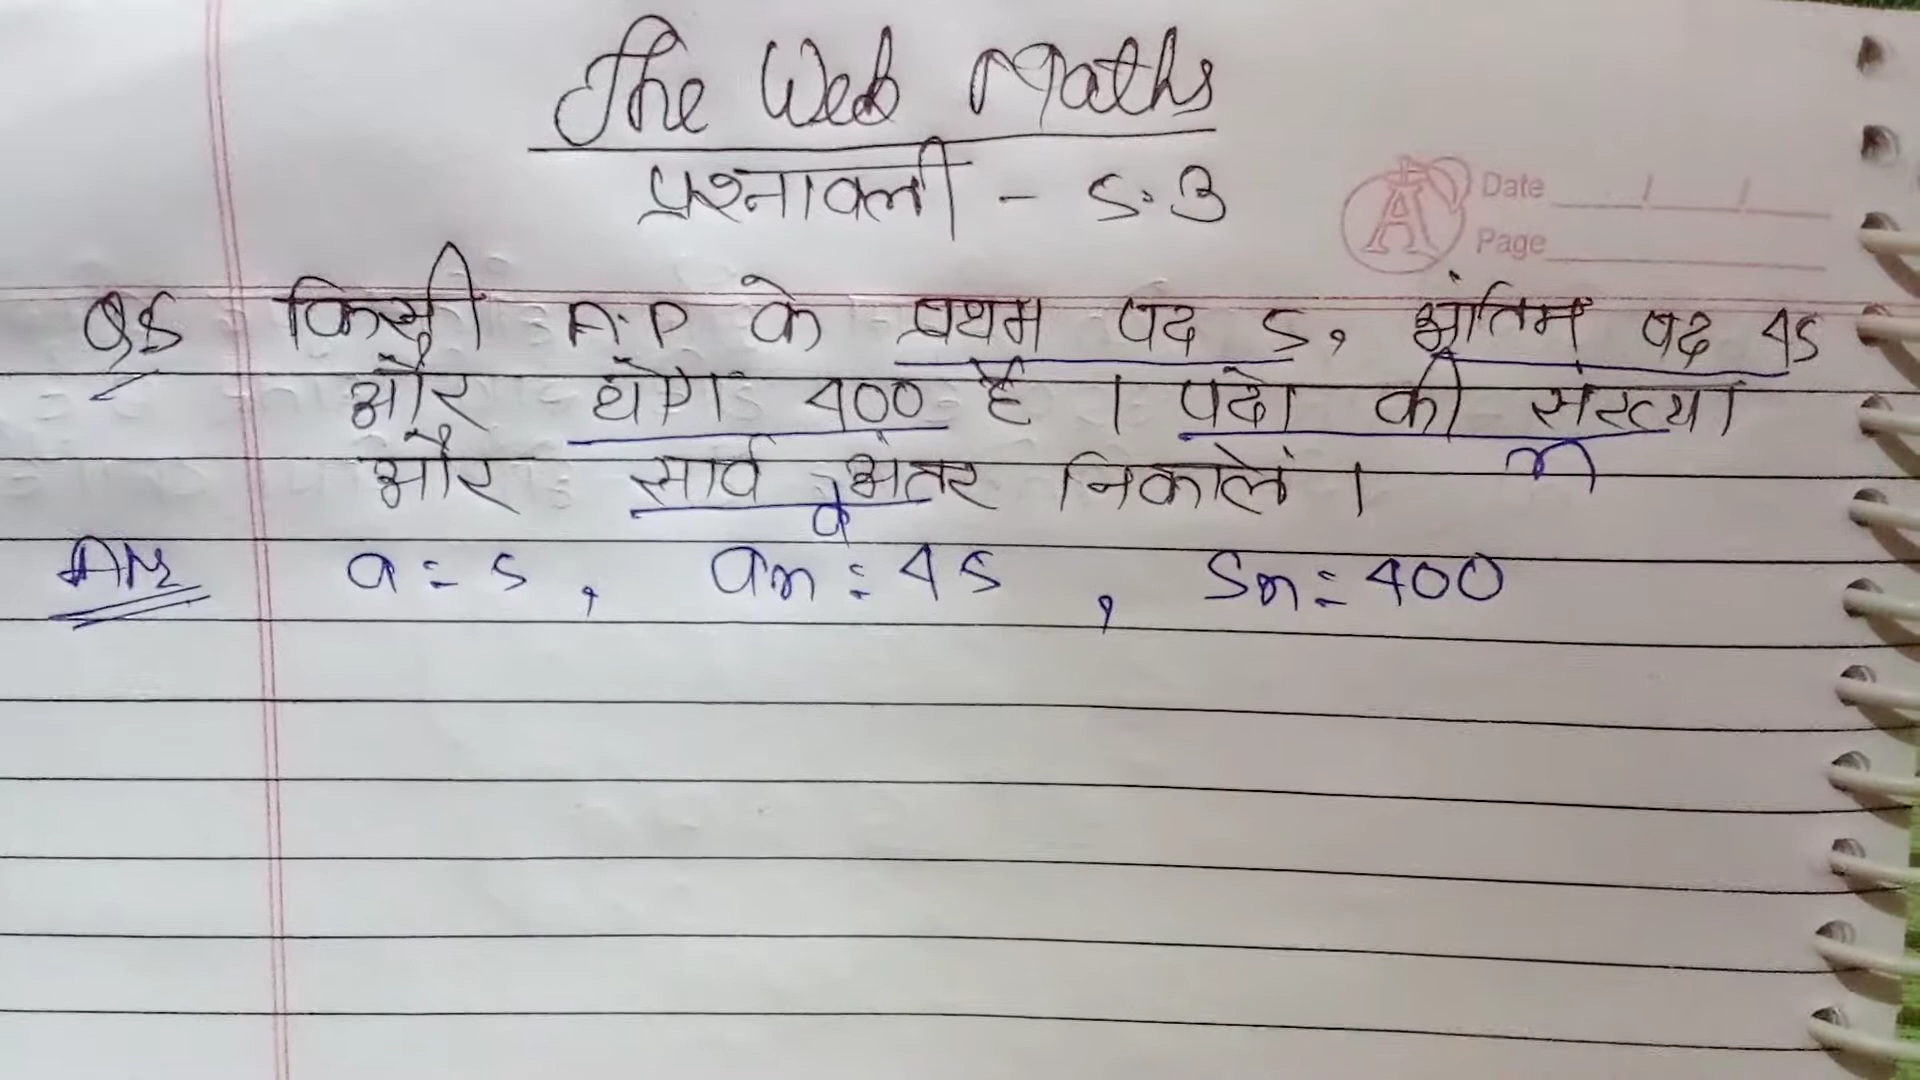 The Web Maths
प्रश्नावली - 5.3
Date
Page
Q5 किसी A.P के प्रथम पद 5, अंतिम पद 45
और योग 400 है । पदो की संख्या
n
और सार्व अंतर निकालें ।
d
Ans a = 5 , an = 45 , Sn = 400